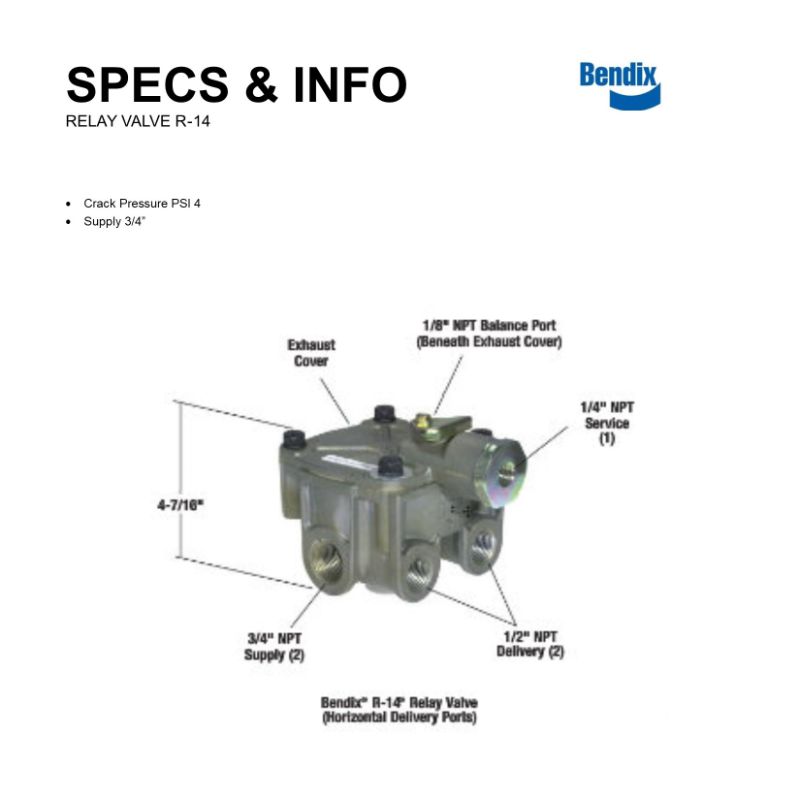 SPECS & INFO
Bendix
RELAY VALVE R-14
• Crack Pressure PSI 4
• Supply 3/4”
1/8" NPT Balance Port
(Beneath Exhaust Cover)
Exhaust
Cover
1/4" NPT
Service
(1)
4-7/16"
3/4" NPT
Supply (2)
1/2" NPT
Delivery (2)
Bendix® R-14® Relay Valve
(Horizontal Delivery Ports)